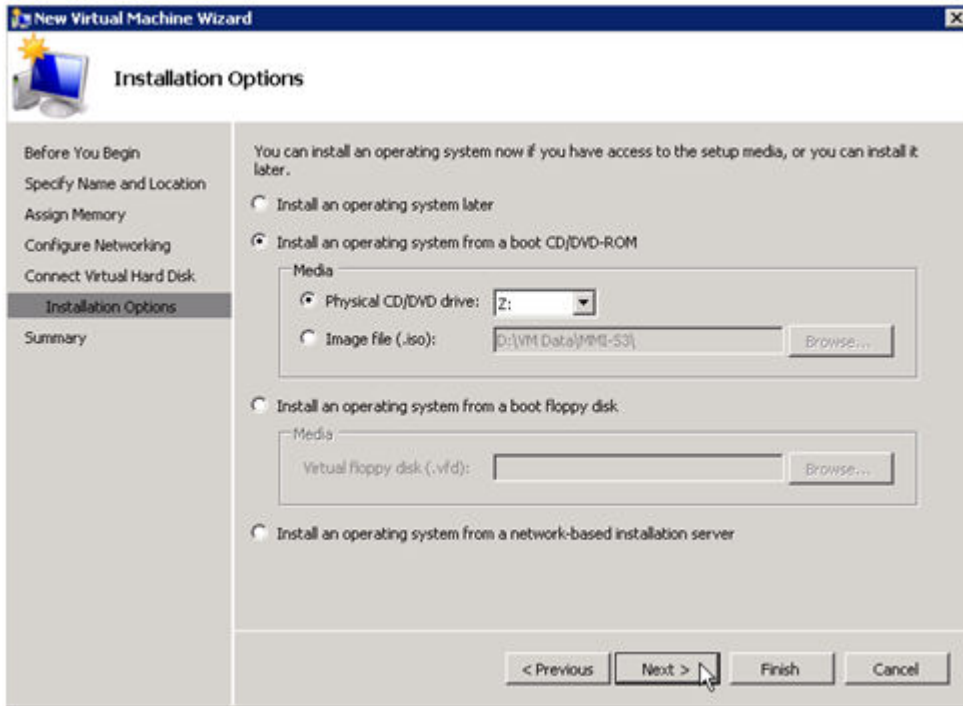 New Virtual Machine Wizard
Installation Options
Before You Begin
Specify Name and Location
Assign Memory
Configure Networking
Connect Virtual Hard Disk
Installation Options
Summary
You can install an operating system now if you have access to the setup media, or you can install it
later.
Install an operating system later
Install an operating system from a boot CD/DVD-ROM
Media
Physical CD/DVD drive: Z:
Image file (.iso): D:\VM Data\MMI-S3\ Browse...
Install an operating system from a boot floppy disk
Media
Virtual floppy disk (.vfd): Browse...
Install an operating system from a network-based installation server
< Previous Next > Finish Cancel